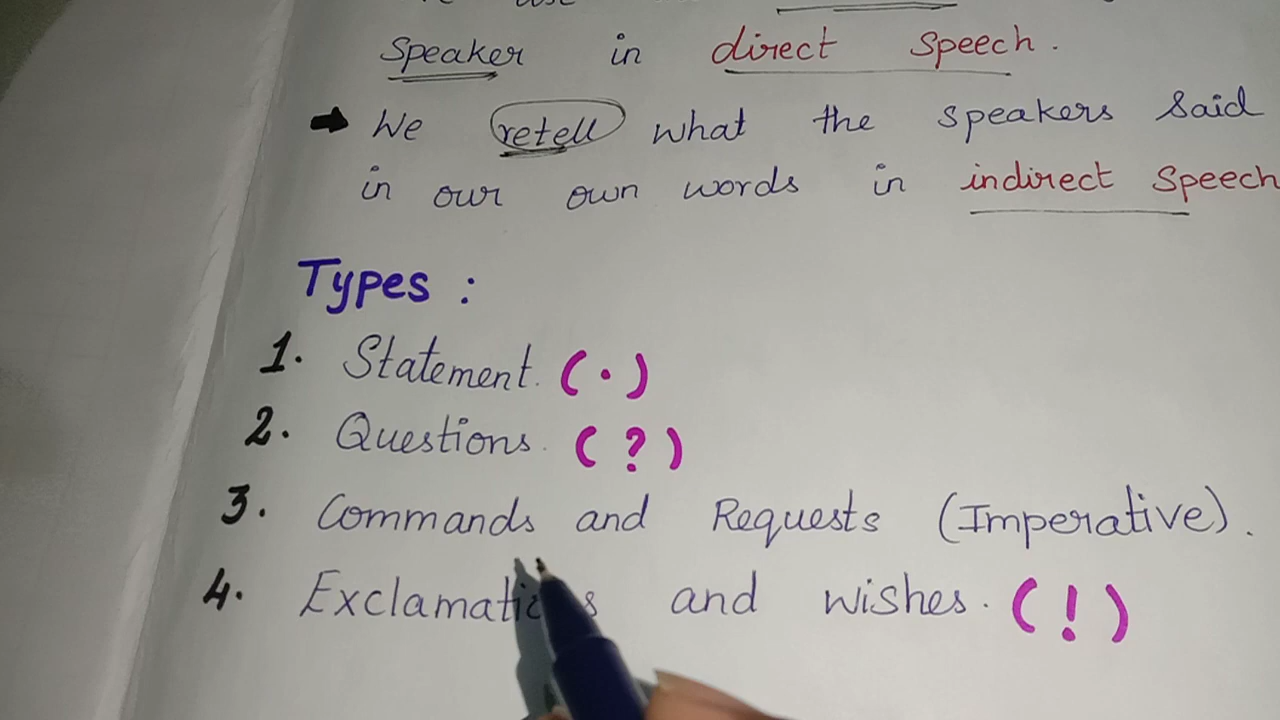 Speaker in direct Speech.
➡ We retell what the speakers said
in our own words in indirect Speech
Types :
1. Statement. (.)
2. Questions. (?)
3. Commands and Requests (Imperative).
4. Exclamations and wishes. (!)